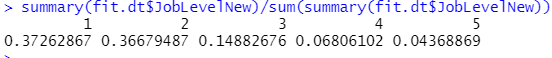 > summary(fit.dt$JobLevelNew)/sum(summary(fit.dt$JobLevelNew))
1 2 3 4 5
0.37262867 0.36679487 0.14882676 0.06806102 0.04368869
>